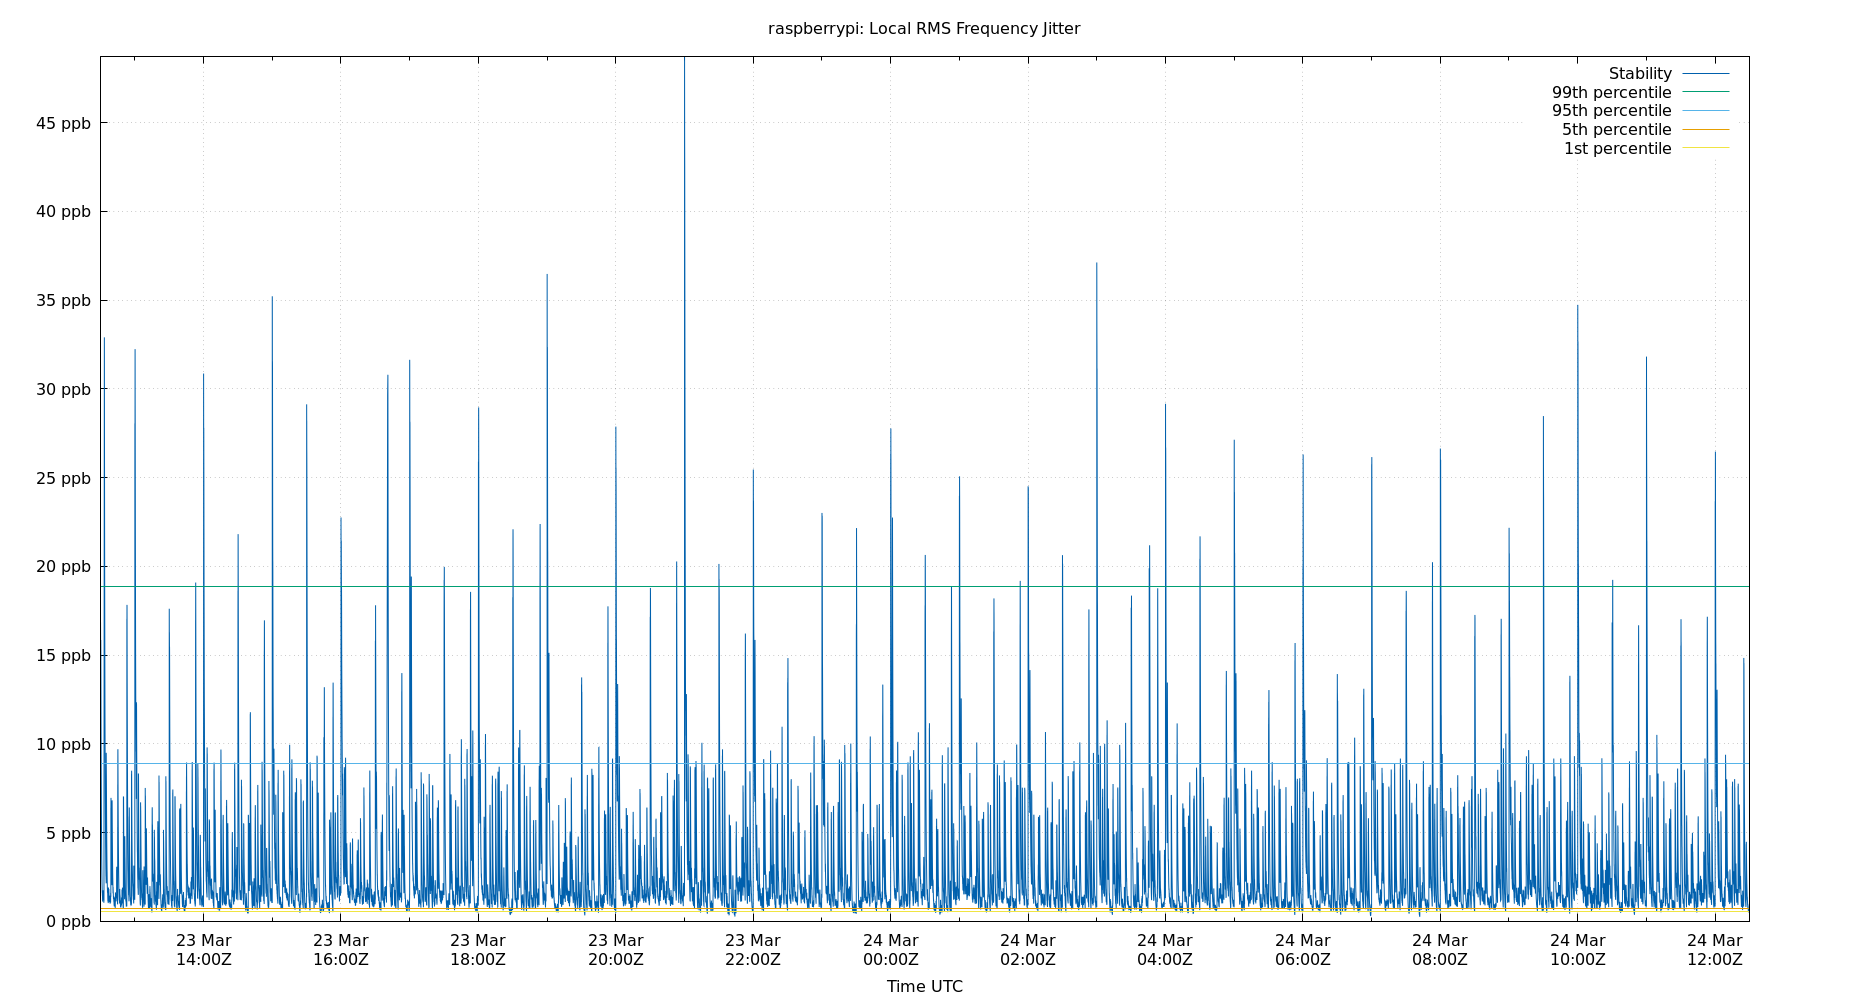 raspberrypi: Local RMS Frequency Jitter
Stability
99th percentile
95th percentile
5th percentile
1st percentile
45 ppb
40 ppb
35 ppb
30 ppb
25 ppb
20 ppb
15 ppb
10 ppb
5 ppb
0 ppb
23 Mar 23 Mar 23 Mar 23 Mar 23 Mar 24 Mar 24 Mar 24 Mar 24 Mar 24 Mar 24 Mar 24 Mar
14:00Z 16:00Z 18:00Z 20:00Z 22:00Z 00:00Z 02:00Z 04:00Z 06:00Z 08:00Z 10:00Z 12:00Z
Time UTC